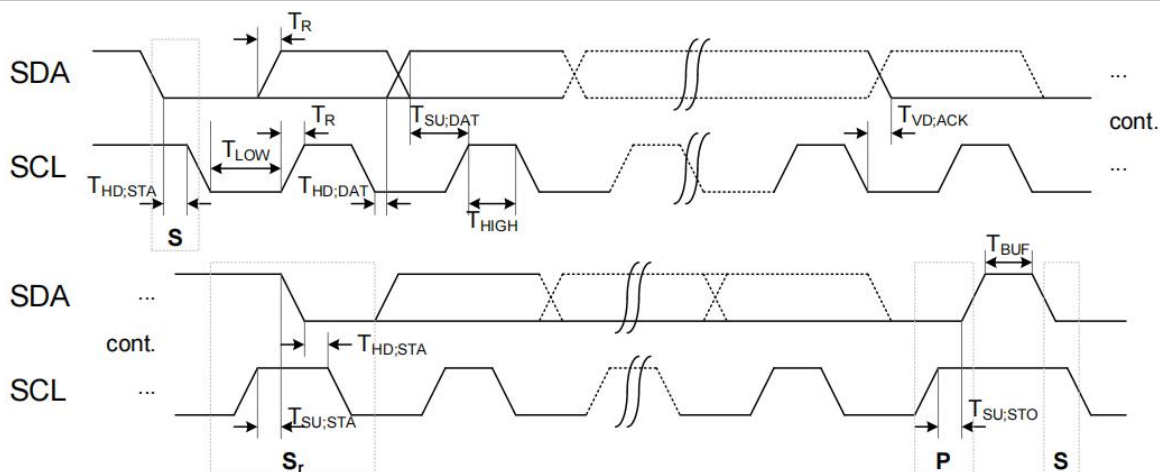 T_R
SDA ...
T_R T_SU;DAT T_VD;ACK cont.
SCL T_LOW ...
T_HD;STA T_HD;DAT
T_HIGH
S
T_BUF
SDA ...
cont. T_HD;STA
SCL ...
T_SU;STA T_SU;STO
S_r P S